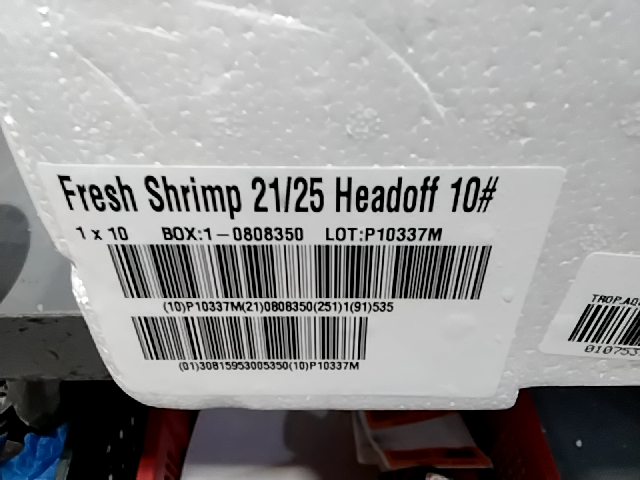 Fresh Shrimp 21/25 Headoff 10#
1 x 10 BOX:1-0808350 LOT:P10337M
(10)P10337M(21)0808350(251)1(91)535
(01)30815953005350(10)P10337M